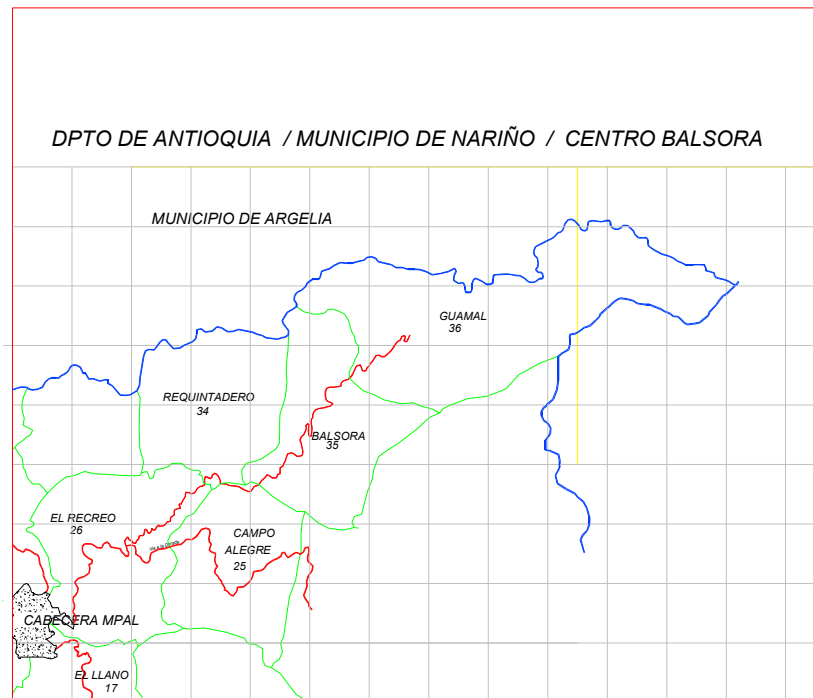 DPTO DE ANTIOQUIA / MUNICIPIO DE NARIÑO / CENTRO BALSORA
MUNICIPIO DE ARGELIA
GUAMAL
36
REQUINTADERO
34
BALSORA
35
EL RECREO
26
CAMPO
ALEGRE
25
CABECERA MPAL
EL LLANO
17